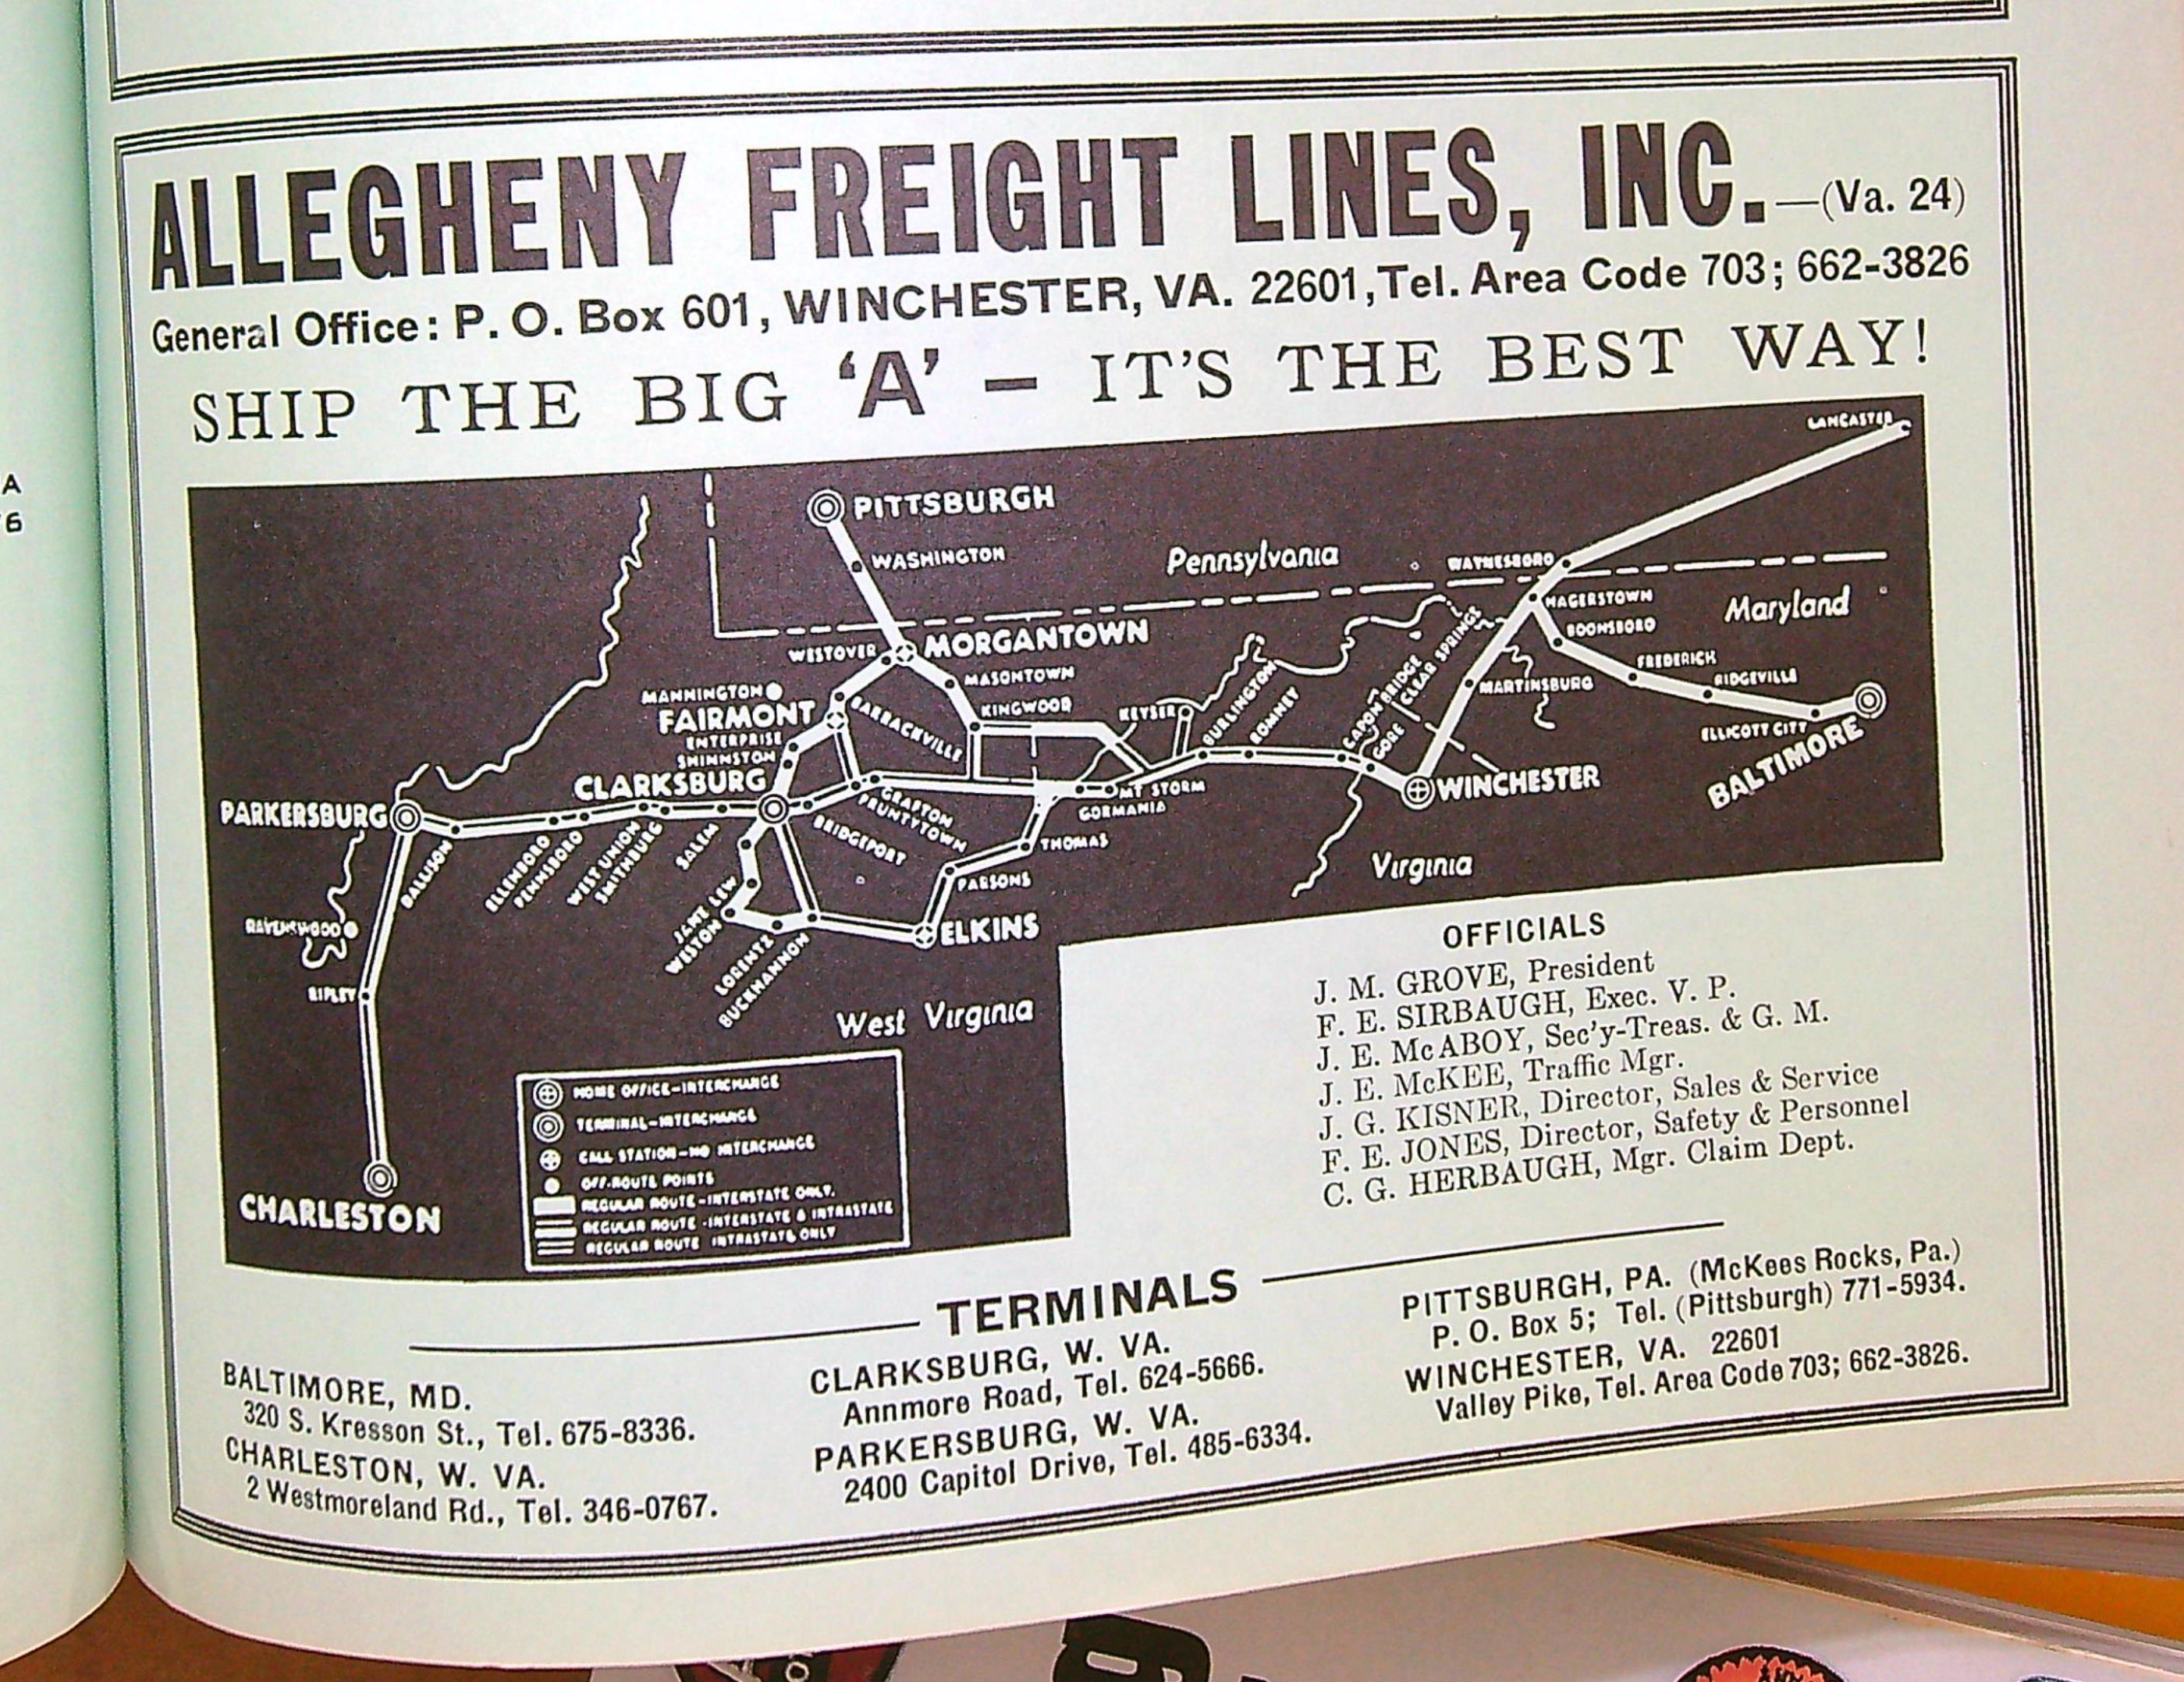 A
6
ALLEGHENY FREIGHT LINES, INC.—(Va. 24)
General Office: P. O. Box 601, WINCHESTER, VA. 22601, Tel. Area Code 703; 662-3826
SHIP THE BIG 'A' – IT'S THE BEST WAY!
LANCASTER
PITTSBURGH
WASHINGTON
Pennsylvania
WAYNESBORO
HAGERSTOWN
Maryland
BOONSBORO
MORGANTOWN
WESTOVER
CLEAR SPRINGS
FREDERICK
RIDGEVILLE
MASONTOWN
MARTINSBURG
MANNINGTON
FAIRMONT
BARRACKVILLE
KINGWOOD
KEYSER
BURLINGTON
ROMNEY
CAPON BRIDGE
GORE
ELLICOTT CITY
BALTIMORE
ENTERPRISE
SHINNSTON
CLARKSBURG
WINCHESTER
MT STORM
GORMANIA
GRAFTON
PRUNTYTOWN
BRIDGEPORT
THOMAS
PARKERSBURG
DALLISON
ELLENBORO
PENNSBORO
WEST UNION
SMITHBURG
SALEM
Virginia
PARSONS
RAVENSWOOD
JANE LEW
WESTON
LORENTZ
BUCKHANNON
ELKINS
RIPLEY
West Virginia
CHARLESTON
HOME OFFICE–INTERCHANGE
TERMINAL–INTERCHANGE
CALL STATION–NO INTERCHANGE
OFF-ROUTE POINTS
REGULAR ROUTE–INTERSTATE ONLY.
REGULAR ROUTE-INTERSTATE & INTRASTATE
REGULAR ROUTE INTRASTATE ONLY
OFFICIALS
J. M. GROVE, President
F. E. SIRBAUGH, Exec. V. P.
J. E. McABOY, Sec'y-Treas. & G. M.
J. E. McKEE, Traffic Mgr.
J. G. KISNER, Director, Sales & Service
F. E. JONES, Director, Safety & Personnel
C. G. HERBAUGH, Mgr. Claim Dept.
TERMINALS
BALTIMORE, MD.
320 S. Kresson St., Tel. 675-8336.
CHARLESTON, W. VA.
2 Westmoreland Rd., Tel. 346-0767.
CLARKSBURG, W. VA.
Annmore Road, Tel. 624-5666.
PARKERSBURG, W. VA.
2400 Capitol Drive, Tel. 485-6334.
PITTSBURGH, PA. (McKees Rocks, Pa.)
P. O. Box 5; Tel. (Pittsburgh) 771-5934.
WINCHESTER, VA. 22601
Valley Pike, Tel. Area Code 703; 662-3826.